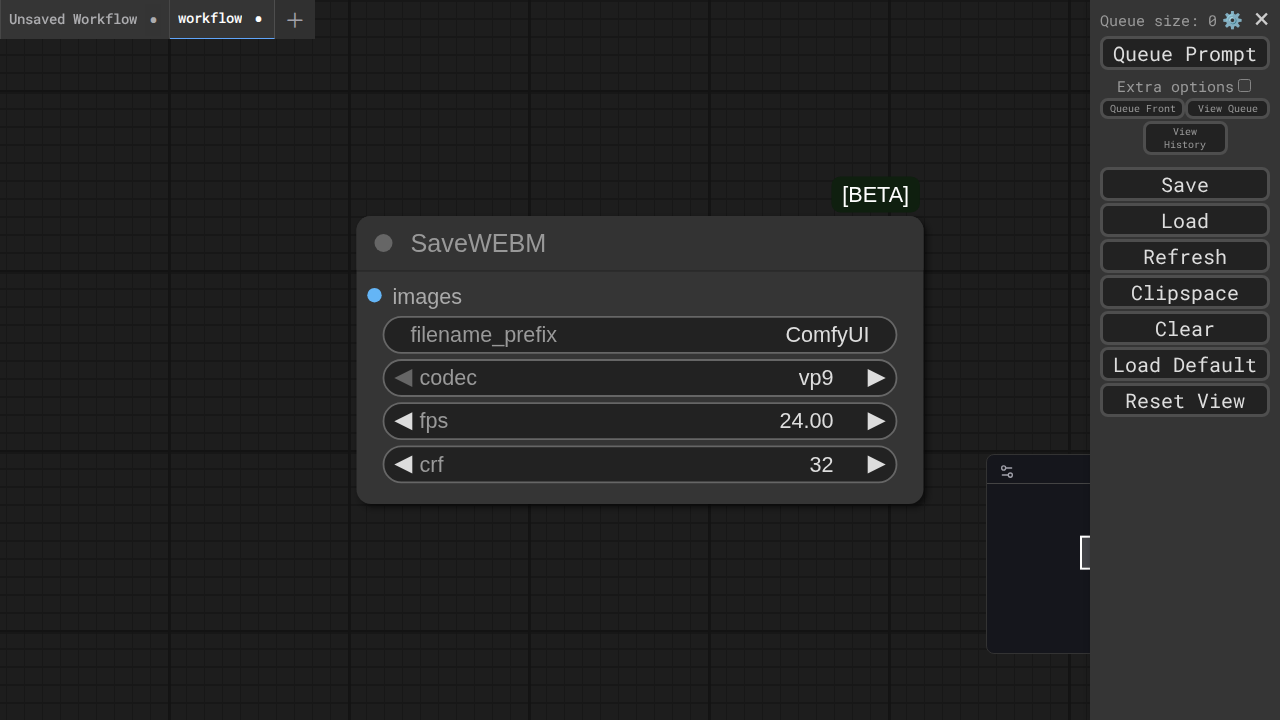 Unsaved Workflow
workflow
Queue size: 0
Queue Prompt
Extra options
Queue Front
View Queue
View
History
Save
Load
Refresh
Clipspace
Clear
Load Default
Reset View
[BETA]
SaveWEBM
images
filename_prefix ComfyUI
codec vp9
fps 24.00
crf 32